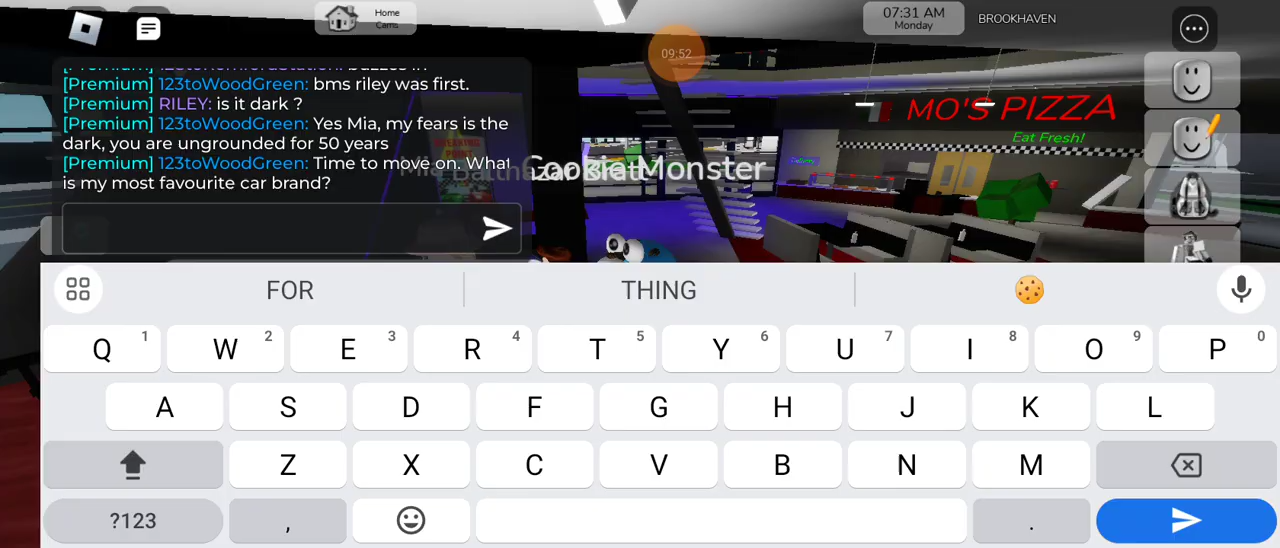 Home
Cams
07:31 AM
Monday
BROOKHAVEN
09:52
buzzes in
[Premium] 123toWoodGreen: bms riley was first.
[Premium] RILEY: is it dark ?
[Premium] 123toWoodGreen: Yes Mia, my fears is the
dark, you are ungrounded for 50 years
[Premium] 123toWoodGreen: Time to move on. What
is my most favourite car brand?
Mia
CookieMonster
MO'S PIZZA
Eat Fresh!
FOR
THING
Q 1
W 2
E 3
R 4
T 5
Y 6
U 7
I 8
O 9
P 0
A
S
D
F
G
H
J
K
L
Z
X
C
V
B
N
M
?123
,
.